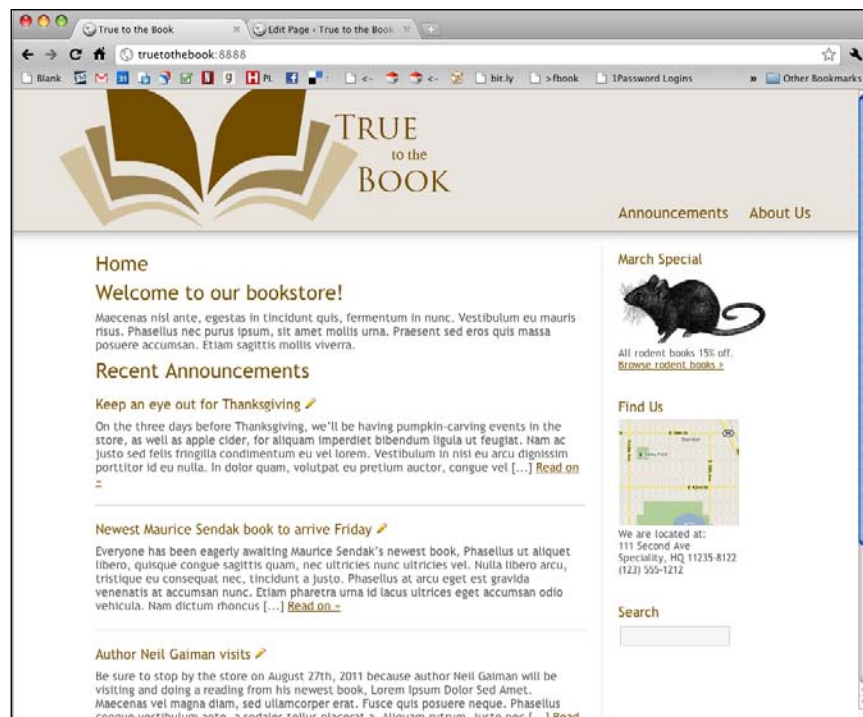 True to the Book
Edit Page ‹ True to the Book
truetothebook:8888
Blank
PL
<-
<-
bit.ly
>fbook
1Password Logins
»
Other Bookmarks
TRUE
to the
BOOK
Announcements About Us
Home
Welcome to our bookstore!
Maecenas nisl ante, egestas in tincidunt quis, fermentum in nunc. Vestibulum eu mauris
risus. Phasellus nec purus ipsum, sit amet mollis urna. Praesent sed eros quis massa
posuere accumsan. Etiam sagittis mollis viverra.
Recent Announcements
Keep an eye out for Thanksgiving
On the three days before Thanksgiving, we'll be having pumpkin-carving events in the
store, as well as apple cider, for aliquam imperdiet bibendum ligula ut feugiat. Nam ac
justo sed felis fringilla condimentum eu vel lorem. Vestibulum in nisi eu arcu dignissim
porttitor id eu nulla. In dolor quam, volutpat eu pretium auctor, congue vel [...] Read on
»
Newest Maurice Sendak book to arrive Friday
Everyone has been eagerly awaiting Maurice Sendak's newest book, Phasellus ut aliquet
libero, quisque congue sagittis quam, nec ultricies nunc ultricies vel. Nulla libero arcu,
tristique eu consequat nec, tincidunt a justo. Phasellus at arcu eget est gravida
venenatis at accumsan nunc. Etiam pharetra urna id lacus ultrices eget accumsan odio
vehicula. Nam dictum rhoncus [...] Read on »
Author Neil Gaiman visits
Be sure to stop by the store on August 27th, 2011 because author Neil Gaiman will be
visiting and doing a reading from his newest book, Lorem Ipsum Dolor Sed Amet.
Maecenas vel magna diam, sed ullamcorper erat. Fusce quis posuere neque. Phasellus
congue vestibulum ante, a sodales tellus placerat a. Aliquam rutrum, justo nec [...] Read
March Special
All rodent books 15% off.
Browse rodent books >
Find Us
We are located at:
111 Second Ave
Speciality, HQ 11235-8122
(123) 555-1212
Search